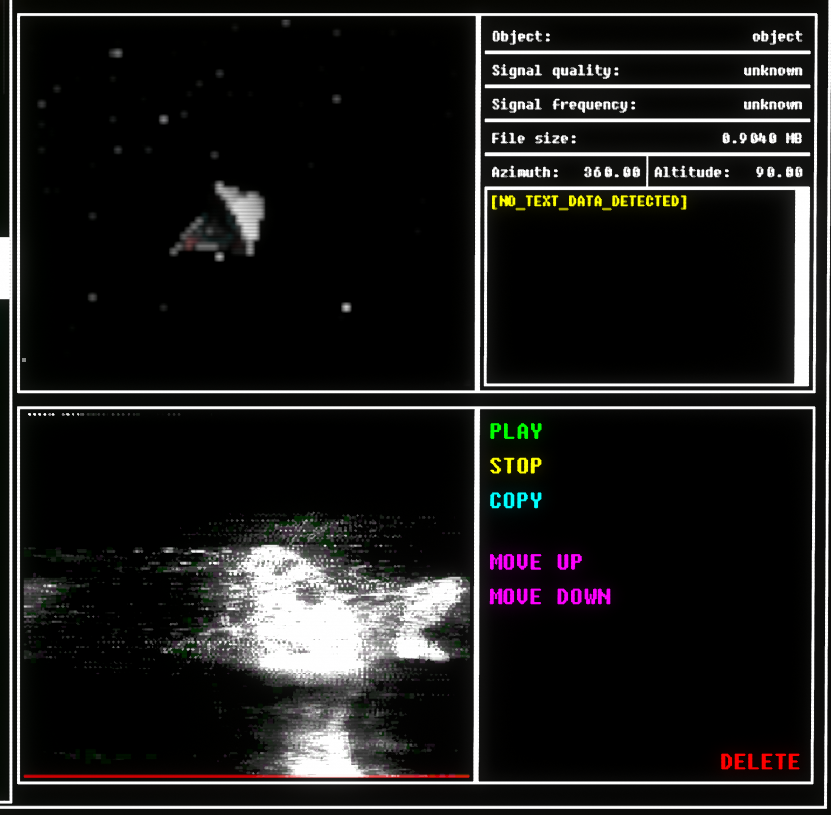 Object: object
Signal quality: unknown
Signal frequency: unknown
File size: 0.9040 MB
Azimuth: 360.00 Altitude: 90.00
[NO_TEXT_DATA_DETECTED]
PLAY
STOP
COPY
MOVE UP
MOVE DOWN
DELETE